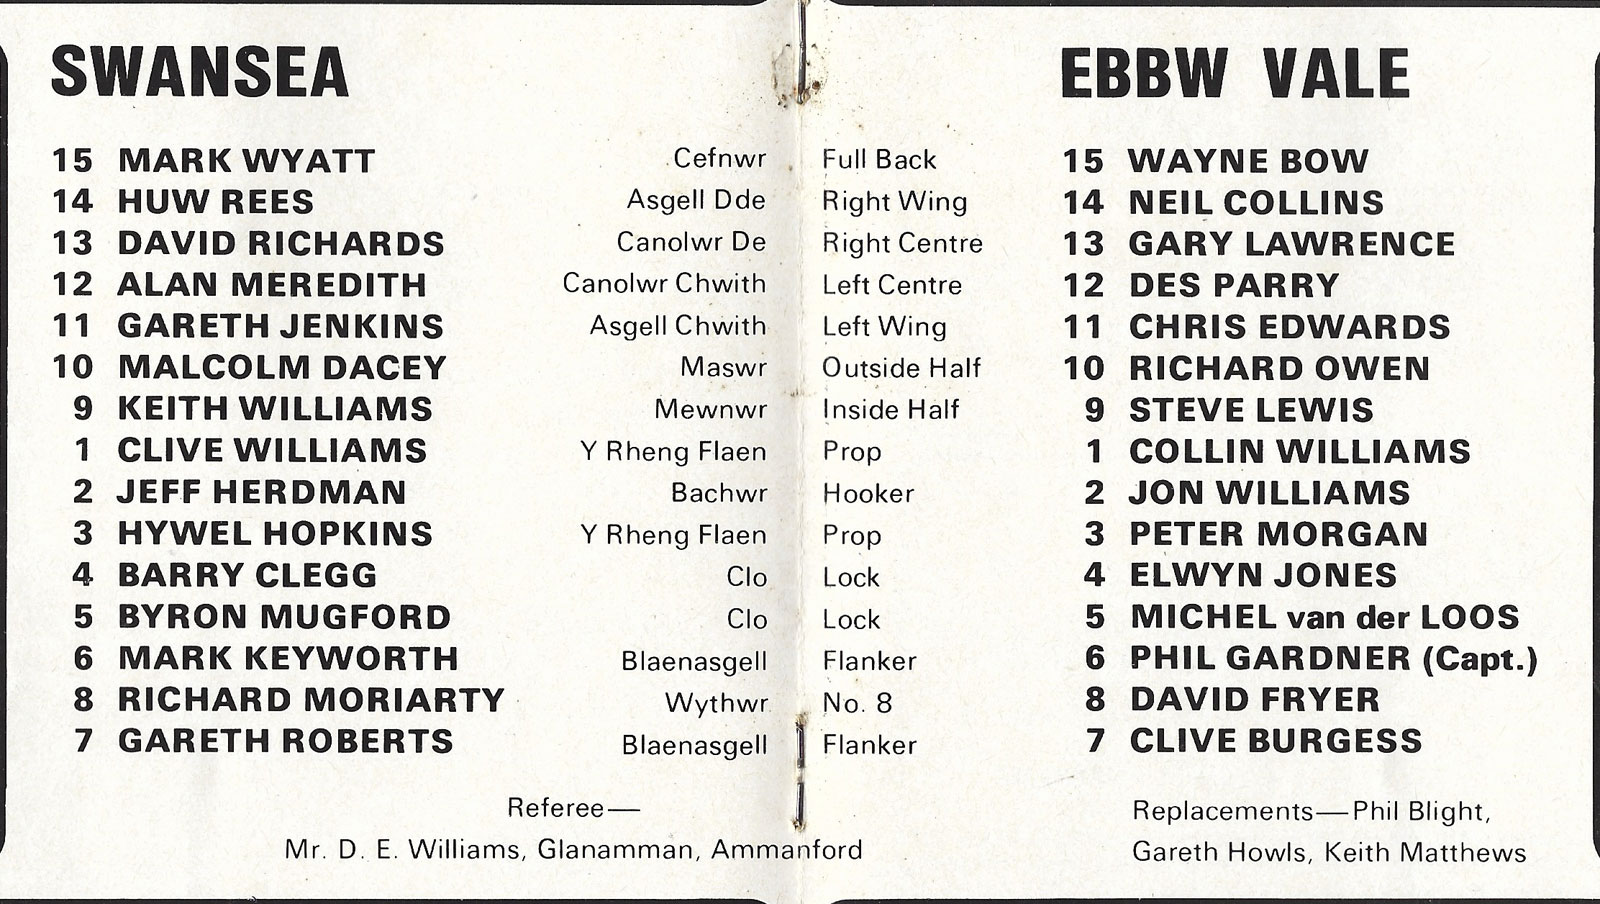 SWANSEA EBBW VALE
15 MARK WYATT Cefnwr Full Back 15 WAYNE BOW
14 HUW REES Asgell Dde Right Wing 14 NEIL COLLINS
13 DAVID RICHARDS Canolwr De Right Centre 13 GARY LAWRENCE
12 ALAN MEREDITH Canolwr Chwith Left Centre 12 DES PARRY
11 GARETH JENKINS Asgell Chwith Left Wing 11 CHRIS EDWARDS
10 MALCOLM DACEY Maswr Outside Half 10 RICHARD OWEN
9 KEITH WILLIAMS Mewnwr Inside Half 9 STEVE LEWIS
1 CLIVE WILLIAMS Y Rheng Flaen Prop 1 COLLIN WILLIAMS
2 JEFF HERDMAN Bachwr Hooker 2 JON WILLIAMS
3 HYWEL HOPKINS Y Rheng Flaen Prop 3 PETER MORGAN
4 BARRY CLEGG Clo Lock 4 ELWYN JONES
5 BYRON MUGFORD Clo Lock 5 MICHEL van der LOOS
6 MARK KEYWORTH Blaenasgell Flanker 6 PHIL GARDNER (Capt.)
8 RICHARD MORIARTY Wythwr No. 8 8 DAVID FRYER
7 GARETH ROBERTS Blaenasgell Flanker 7 CLIVE BURGESS
Referee—
Mr. D. E. Williams, Glanamman, Ammanford
Replacements—Phil Blight,
Gareth Howls, Keith Matthews